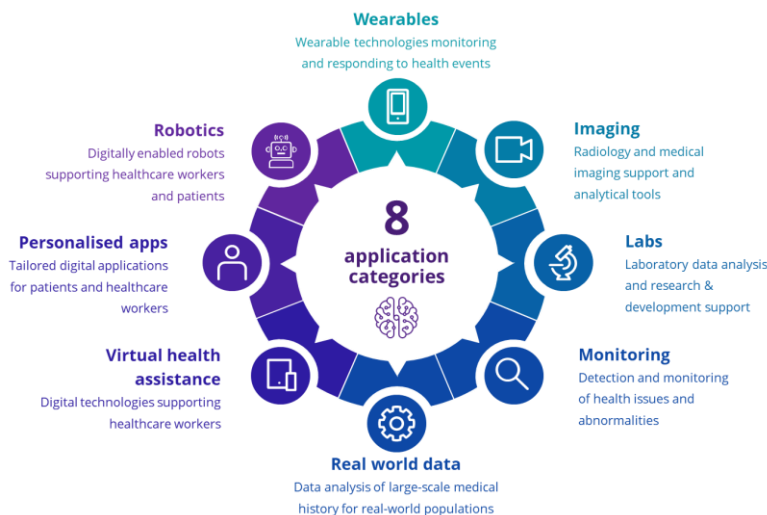 Wearables
Wearable technologies monitoring
and responding to health events
Robotics
Digitally enabled robots
supporting healthcare workers
and patients
Imaging
Radiology and medical
imaging support and
analytical tools
8
application
categories
Personalised apps
Tailored digital applications
for patients and healthcare
workers
Labs
Laboratory data analysis
and research &
development support
Virtual health
assistance
Digital technologies supporting
healthcare workers
Monitoring
Detection and monitoring
of health issues and
abnormalities
Real world data
Data analysis of large-scale medical
history for real-world populations